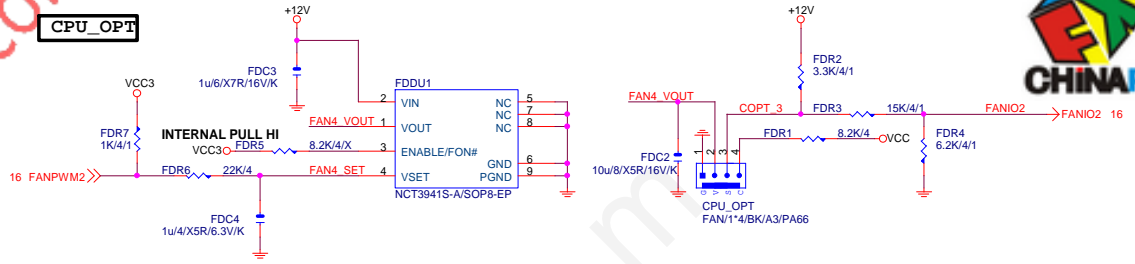 CPU_OPT
+12V
FDC3
1u/6/X7R/16V/K
VCC3
FDR7
1K/4/1
INTERNAL PULL HI
VCC3
FDR5
8.2K/4/X
16 FANPWM2
FDR6
22K/4
FAN4_SET
FDC4
1u/4/X5R/6.3V/K
FAN4_VOUT
FDDU1
2 VIN
1 VOUT
3 ENABLE/FON#
4 VSET
NC 5
NC 7
NC 8
GND 6
PGND 9
NCT3941S-A/SOP8-EP
+12V
FDR2
3.3K/4/1
FAN4_VOUT
COPT_3
FDR3
15K/4/1
FANIO2
FANIO2 16
FDR1
8.2K/4
VCC
FDR4
6.2K/4/1
FDC2
10u/8/X5R/16V/K
1 2 3 4
G V S C
CPU_OPT
FAN/1*4/BK/A3/PA66